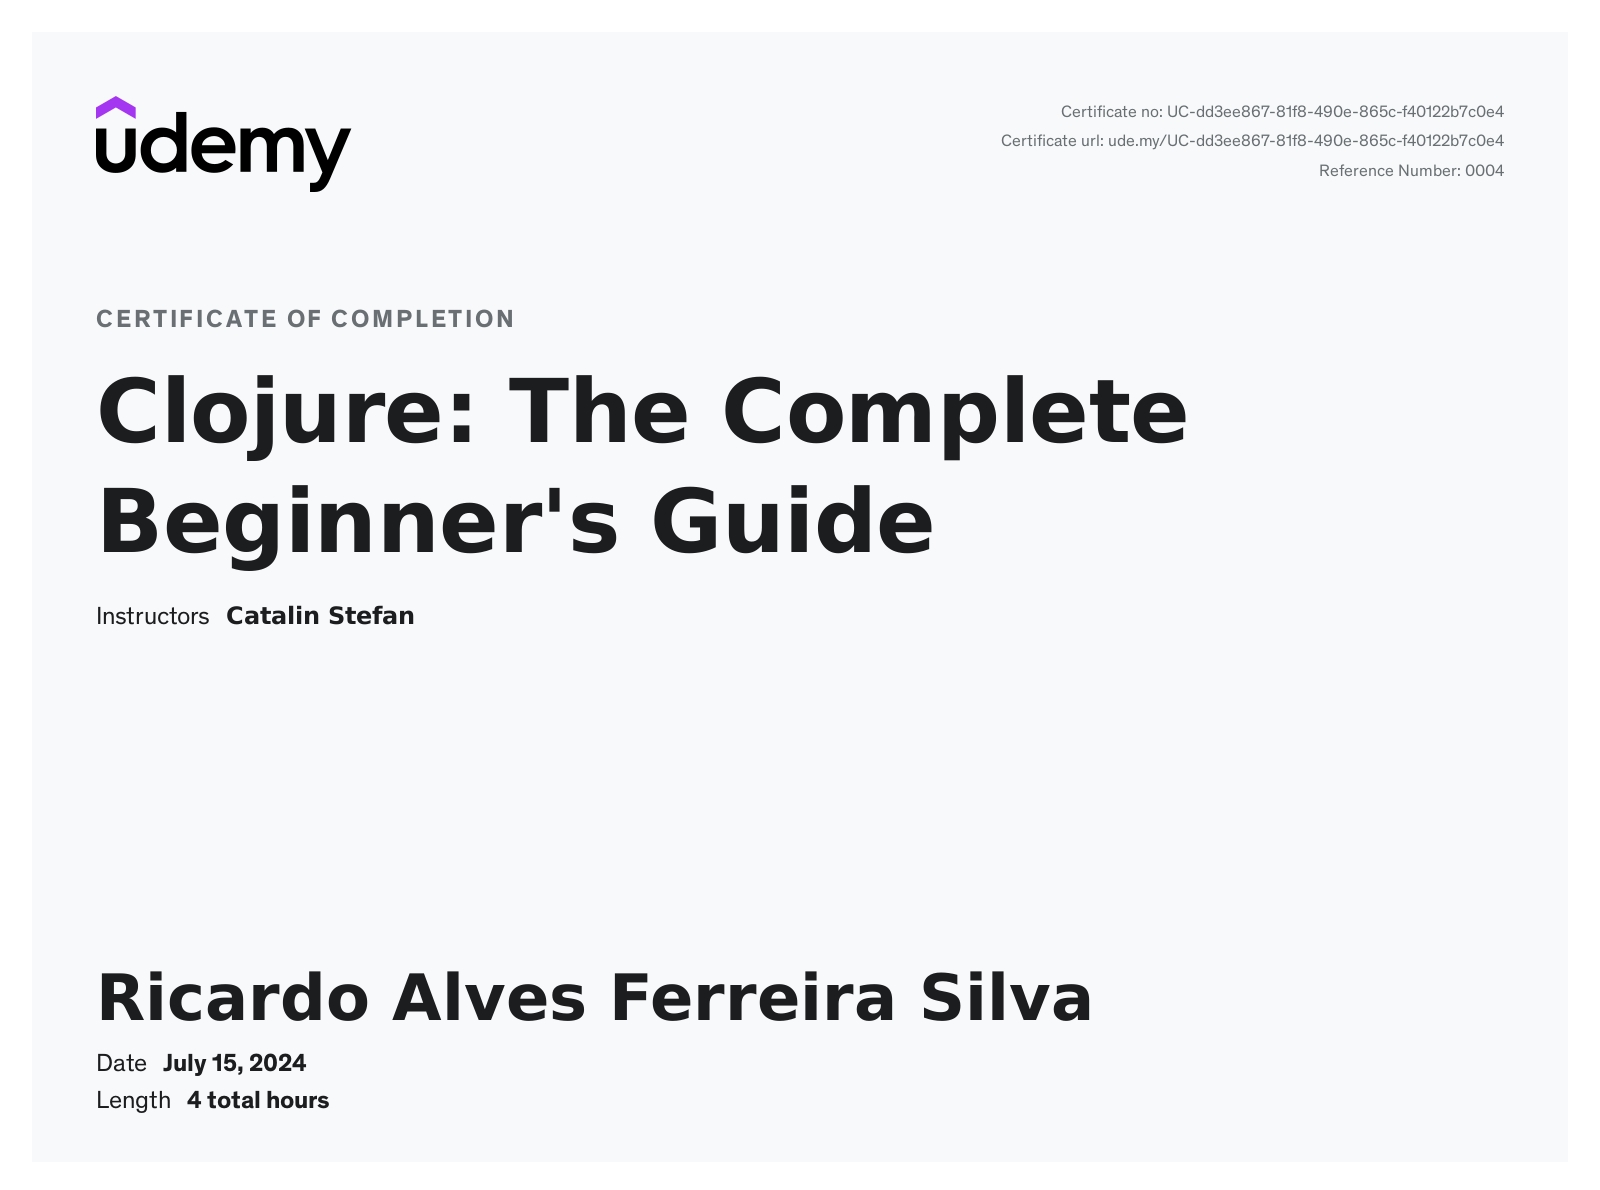 udemy
Certificate no: UC-dd3ee867-81f8-490e-865c-f40122b7c0e4
Certificate url: ude.my/UC-dd3ee867-81f8-490e-865c-f40122b7c0e4
Reference Number: 0004
CERTIFICATE OF COMPLETION
Clojure: The Complete
Beginner's Guide
Instructors Catalin Stefan
Ricardo Alves Ferreira Silva
Date July 15, 2024
Length 4 total hours